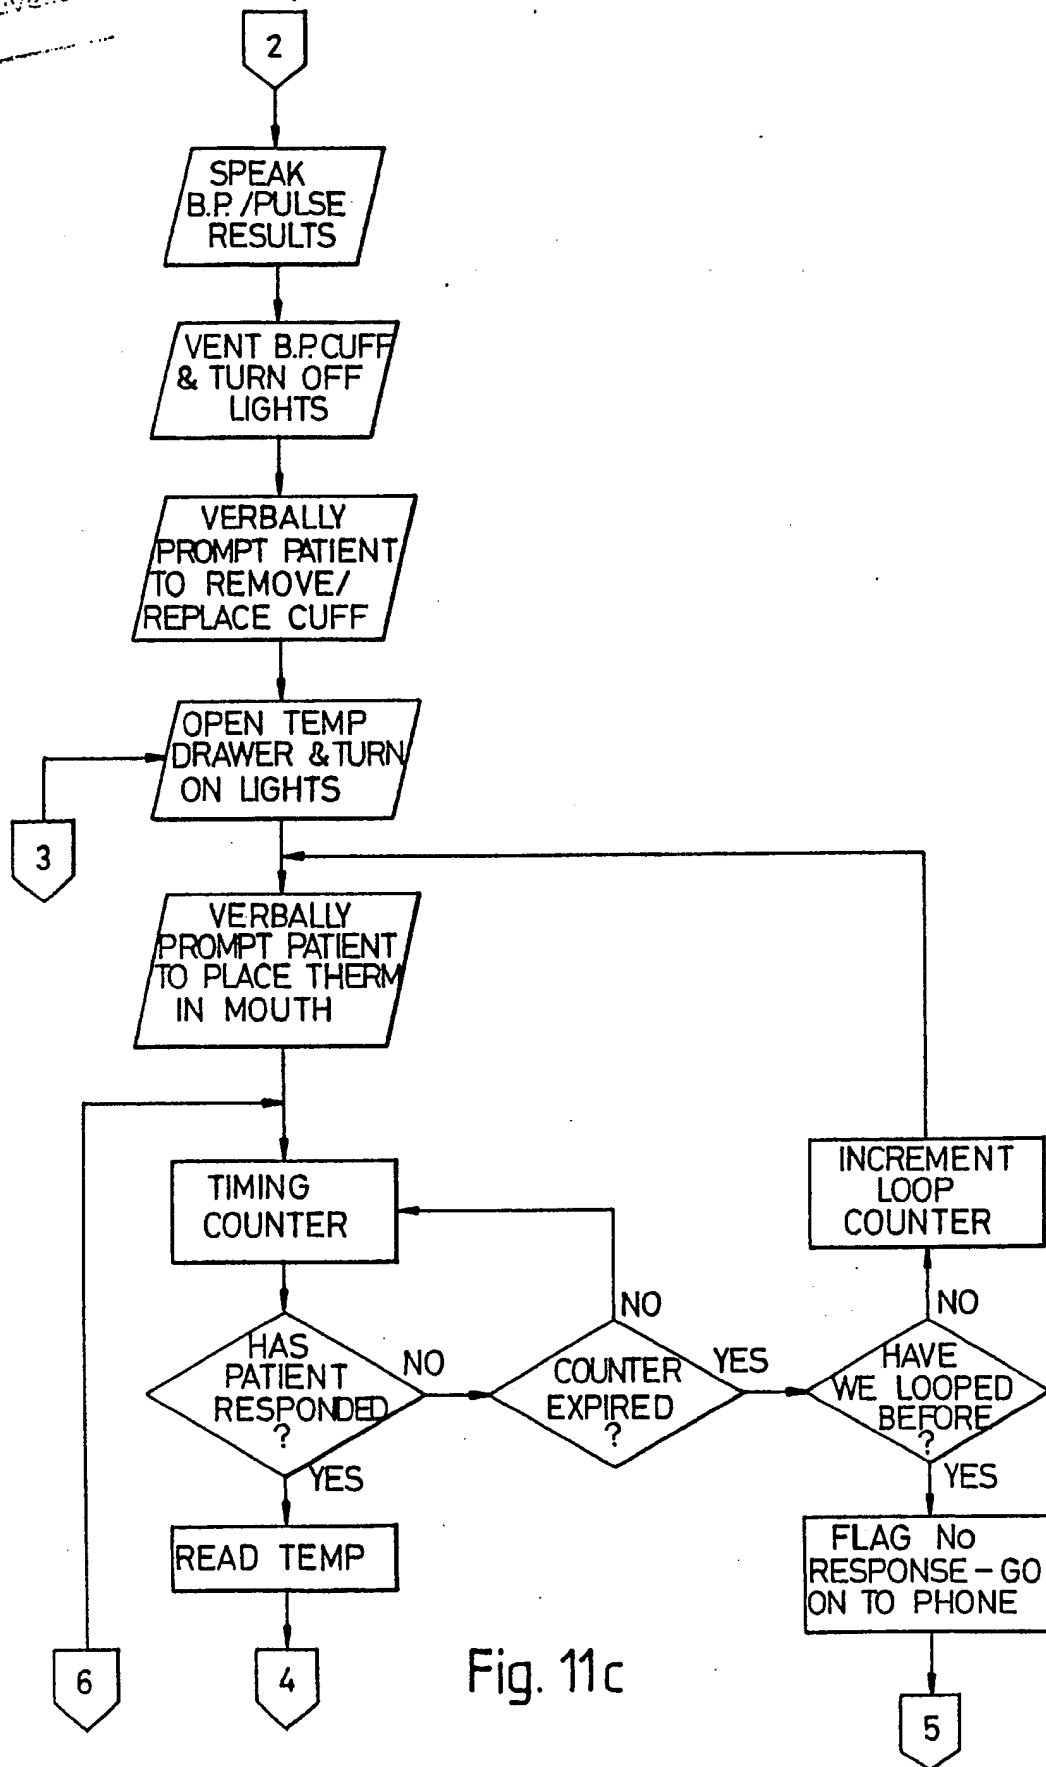 2
SPEAK
B.P./PULSE
RESULTS
VENT B.P. CUFF
& TURN OFF
LIGHTS
VERBALLY
PROMPT PATIENT
TO REMOVE/
REPLACE CUFF
OPEN TEMP
DRAWER & TURN
ON LIGHTS
3
VERBALLY
PROMPT PATIENT
TO PLACE THERM
IN MOUTH
TIMING
COUNTER
INCREMENT
LOOP
COUNTER
HAS
PATIENT
RESPONDED
?
NO
YES
COUNTER
EXPIRED
?
NO
YES
HAVE
WE LOOPED
BEFORE
?
NO
YES
READ TEMP
FLAG No
RESPONSE - GO
ON TO PHONE
6
4
5
Fig. 11c